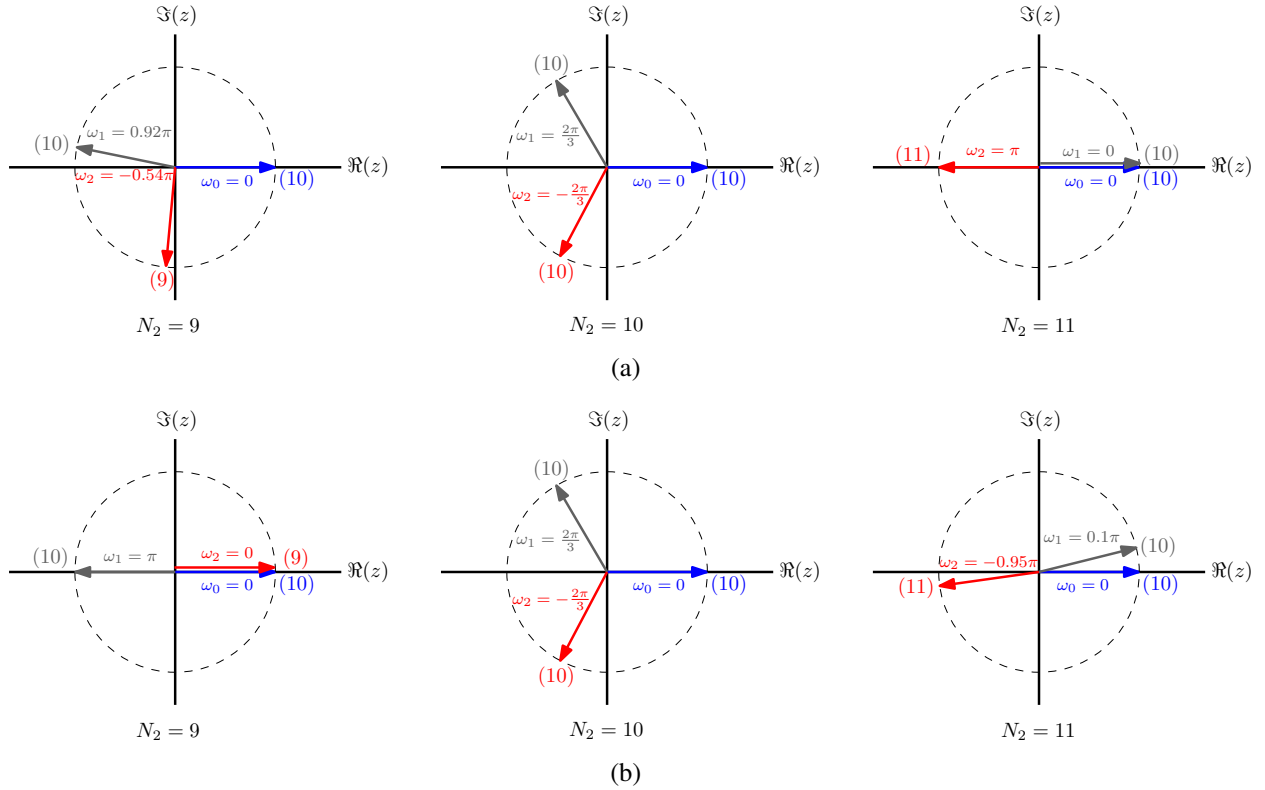 ℑ(z)
ℑ(z)
ℑ(z)
(10)
ω₁ = 0.92π
ℜ(z)
ω₂ = −0.54π
ω₀ = 0
(10)
(9)
N₂ = 9
(10)
ω₁ = 2π/3
ℜ(z)
ω₀ = 0
(10)
ω₂ = −2π/3
(10)
N₂ = 10
(11)
ω₂ = π
ω₁ = 0
(10)
ℜ(z)
ω₀ = 0
(10)
N₂ = 11
(a)
ℑ(z)
ℑ(z)
ℑ(z)
(10)
ω₁ = π
ω₂ = 0
(9)
ℜ(z)
ω₀ = 0
(10)
N₂ = 9
(10)
ω₁ = 2π/3
ℜ(z)
ω₀ = 0
(10)
ω₂ = −2π/3
(10)
N₂ = 10
ω₁ = 0.1π
(10)
ω₂ = −0.95π
ℜ(z)
(11)
ω₀ = 0
(10)
N₂ = 11
(b)